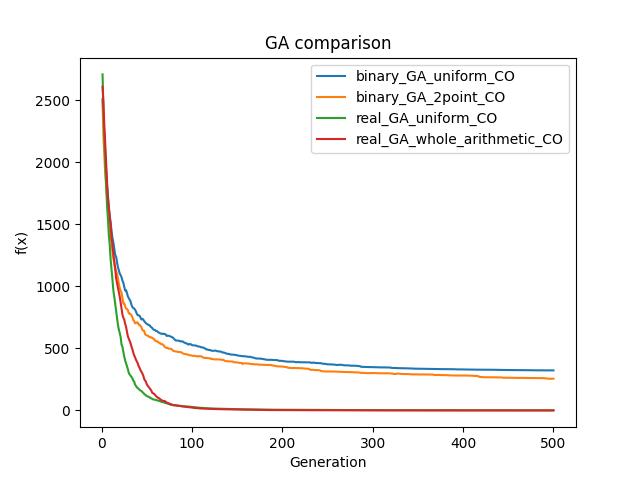 GA comparison
binary_GA_uniform_CO
binary_GA_2point_CO
real_GA_uniform_CO
real_GA_whole_arithmetic_CO
f(x)
2500
2000
1500
1000
500
0
0 100 200 300 400 500
Generation